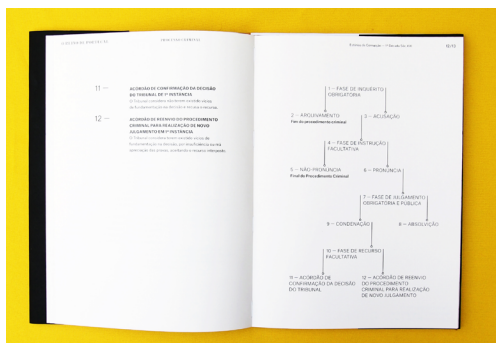 11 —
ACÓRDÃO DE CONFIRMAÇÃO DA DECISÃO
DO TRIBUNAL DE 1ª INSTÂNCIA
12 —
ACÓRDÃO DE REENVIO DO PROCEDIMENTO
CRIMINAL PARA REALIZAÇÃO DE NOVO
JULGAMENTO EM 1ª INSTÂNCIA
1 — FASE DE INQUÉRITO
OBRIGATÓRIA
2 — ARQUIVAMENTO
Fim do procedimento criminal
3 — ACUSAÇÃO
4 — FASE DE INSTRUÇÃO
FACULTATIVA
5 — NÃO-PRONÚNCIA
Final do Procedimento Criminal
6 — PRONÚNCIA
7 — FASE DE JULGAMENTO
OBRIGATÓRIA E PÚBLICA
9 — CONDENAÇÃO
8 — ABSOLVIÇÃO
10 — FASE DE RECURSO
FACULTATIVA
11 — ACÓRDÃO DE
CONFIRMAÇÃO DA DECISÃO
DO TRIBUNAL
12 — ACÓRDÃO DE REENVIO
DO PROCEDIMENTO
CRIMINAL PARA REALIZAÇÃO
DE NOVO JULGAMENTO